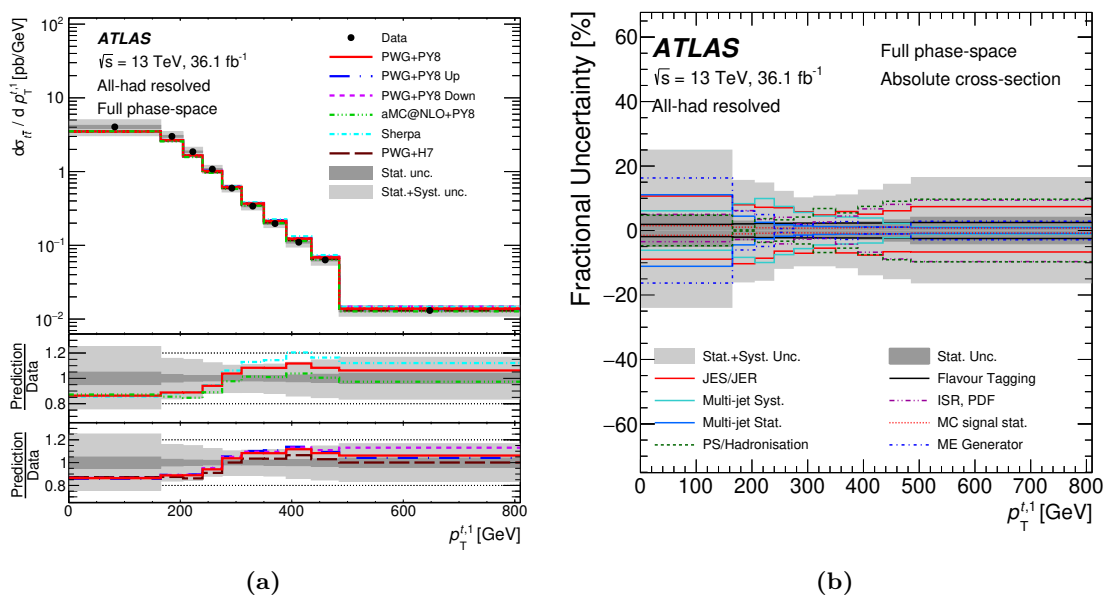 dσ_{tt̄} / d p_T^{t,1} [pb/GeV]
10²
10
1
10⁻¹
10⁻²
ATLAS
√s = 13 TeV, 36.1 fb⁻¹
All-had resolved
Full phase-space
Data
PWG+PY8
PWG+PY8 Up
PWG+PY8 Down
aMC@NLO+PY8
Sherpa
PWG+H7
Stat. unc.
Stat.+Syst. unc.
Prediction
Data
1.2
1
0.8
Prediction
Data
1.2
1
0.8
0 200 400 600 800
p_T^{t,1} [GeV]
(a)
Fractional Uncertainty [%]
60
40
20
0
−20
−40
−60
ATLAS
√s = 13 TeV, 36.1 fb⁻¹
All-had resolved
Full phase-space
Absolute cross-section
Stat.+Syst. Unc.
JES/JER
Multi-jet Syst.
Multi-jet Stat.
PS/Hadronisation
Stat. Unc.
Flavour Tagging
ISR, PDF
MC signal stat.
ME Generator
0 100 200 300 400 500 600 700 800
p_T^{t,1} [GeV]
(b)